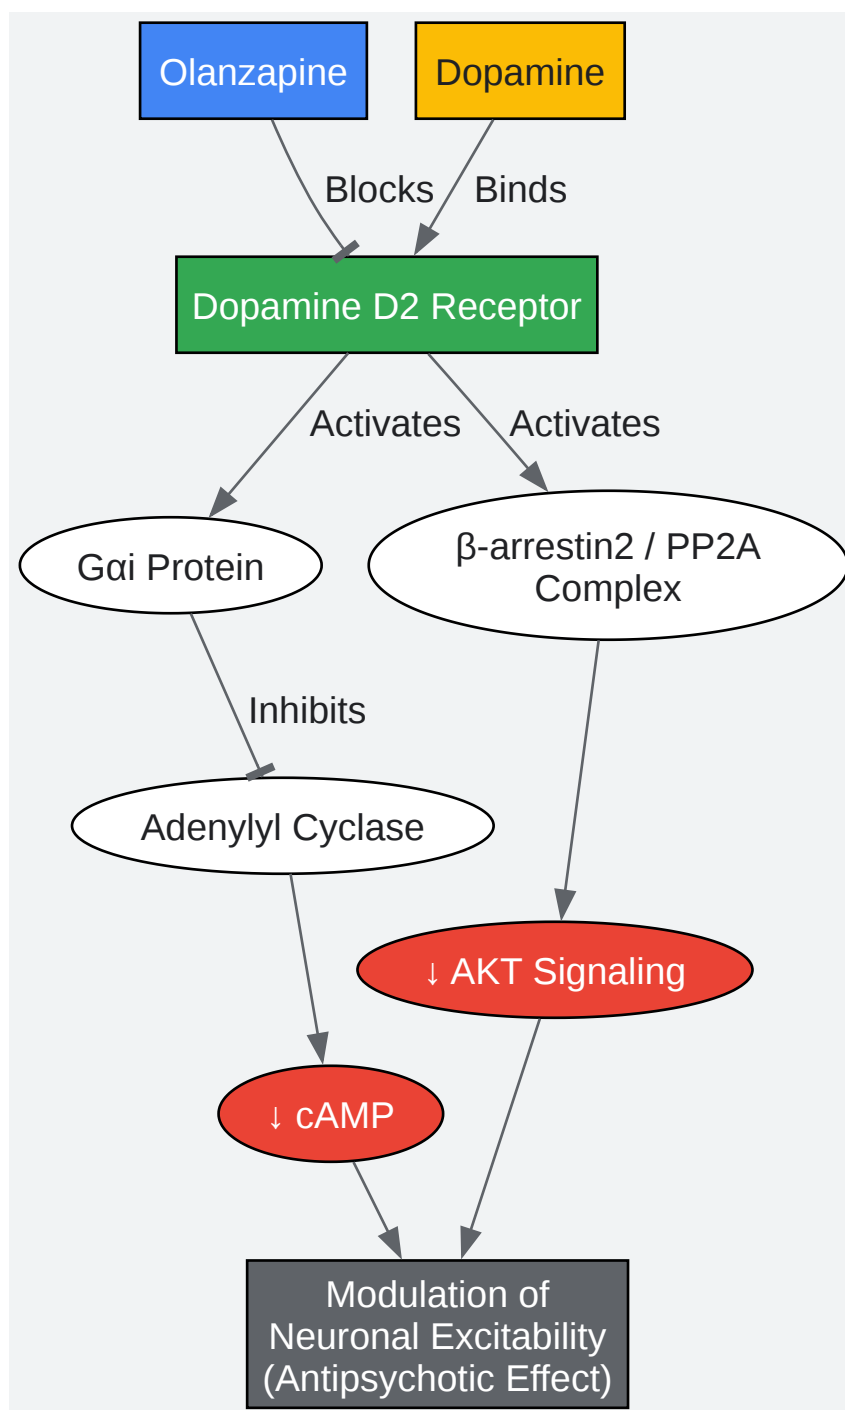 Olanzapine
Dopamine
Blocks
Binds
Dopamine D2 Receptor
Activates
Activates
Gαi Protein
β-arrestin2 / PP2A
Complex
Inhibits
Adenylyl Cyclase
↓ AKT Signaling
↓ cAMP
Modulation of
Neuronal Excitability
(Antipsychotic Effect)